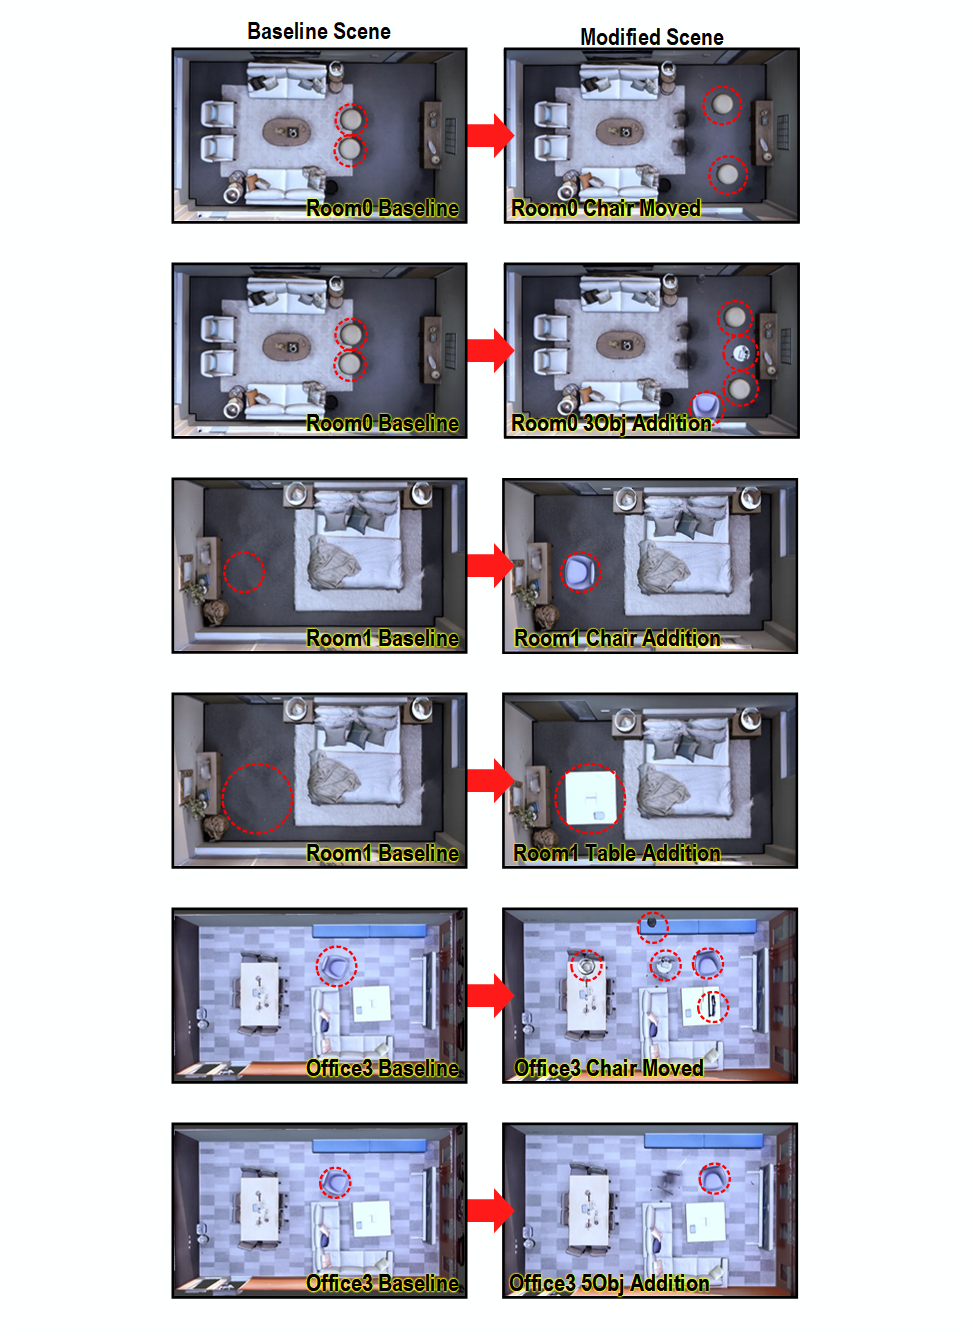 Baseline Scene
Modified Scene
Room0 Baseline
Room0 Chair Moved
Room0 Baseline
Room0 3Obj Addition
Room1 Baseline
Room1 Chair Addition
Room1 Baseline
Room1 Table Addition
Office3 Baseline
Office3 Chair Moved
Office3 Baseline
Office3 5Obj Addition